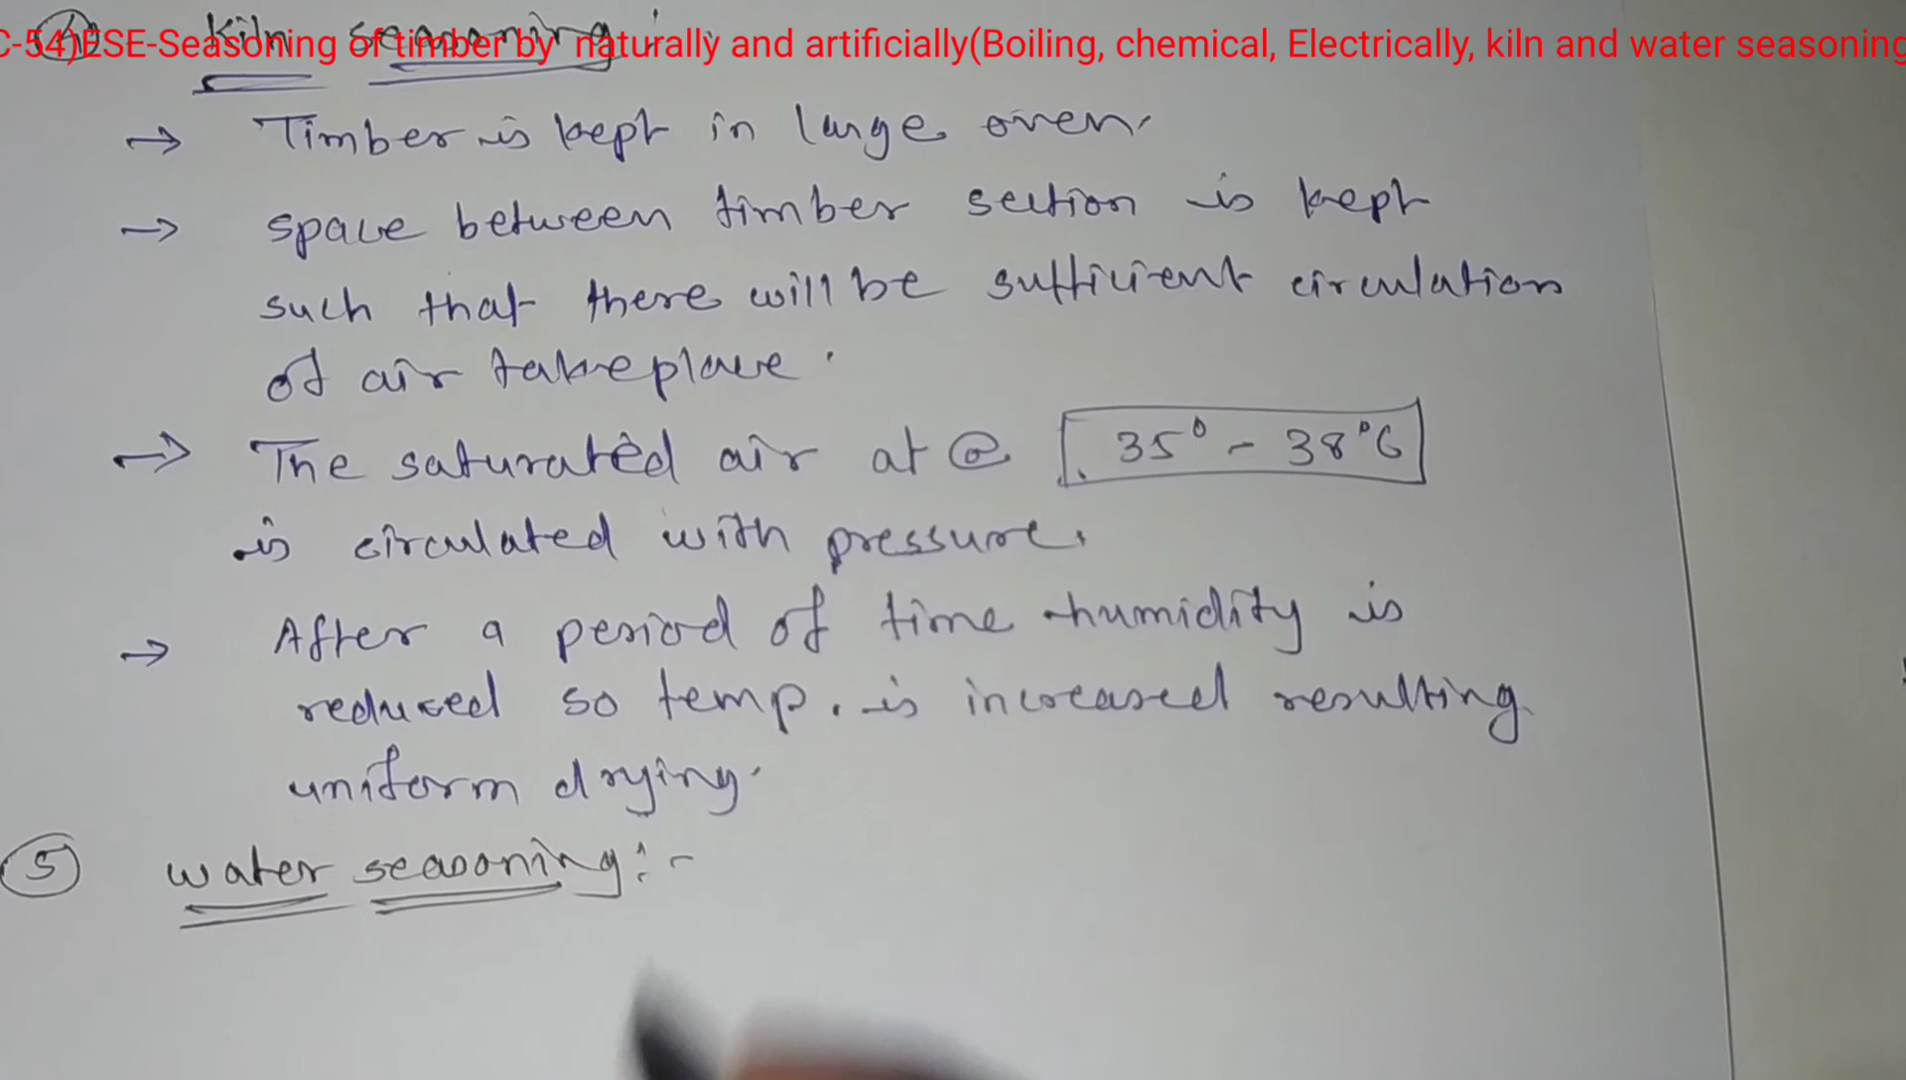 C-54)ESE-Seasoning of timber by naturally and artificially(Boiling, chemical, Electrically, kiln and water seasoning
④ Kiln seasoning :
→ Timber is kept in large oven.
→ space between timber section is kept
such that there will be sufficient circulation
of air take place.
→ The saturated air at @ 35° - 38°C
is circulated with pressure.
→ After a period of time humidity is
reduced so temp. is increased resulting
uniform drying.
⑤ water seasoning :-